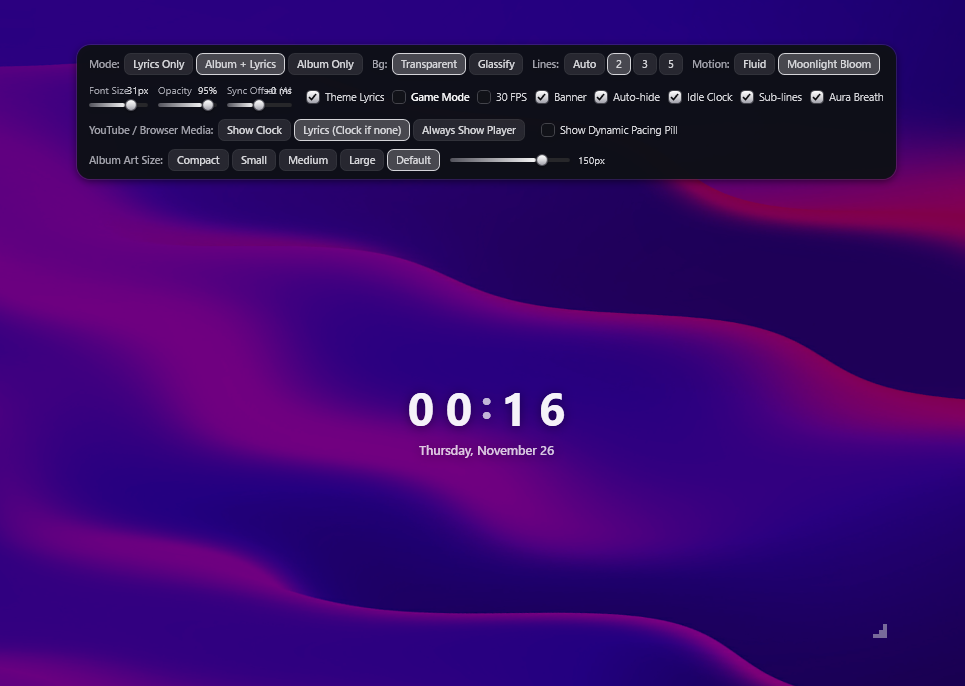 Mode: Lyrics Only Album + Lyrics Album Only Bg: Transparent Glassify Lines: Auto 2 3 5 Motion: Fluid Moonlight Bloom
Font Size 31px Opacity 95% Sync Theme Lyrics Game Mode 30 FPS Banner Auto-hide Idle Clock Sub-lines Aura Breath
YouTube / Browser Media: Show Clock Lyrics (Clock if none) Always Show Player Show Dynamic Pacing Pill
Album Art Size: Compact Small Medium Large Default 150px
00:16
Thursday, November 26